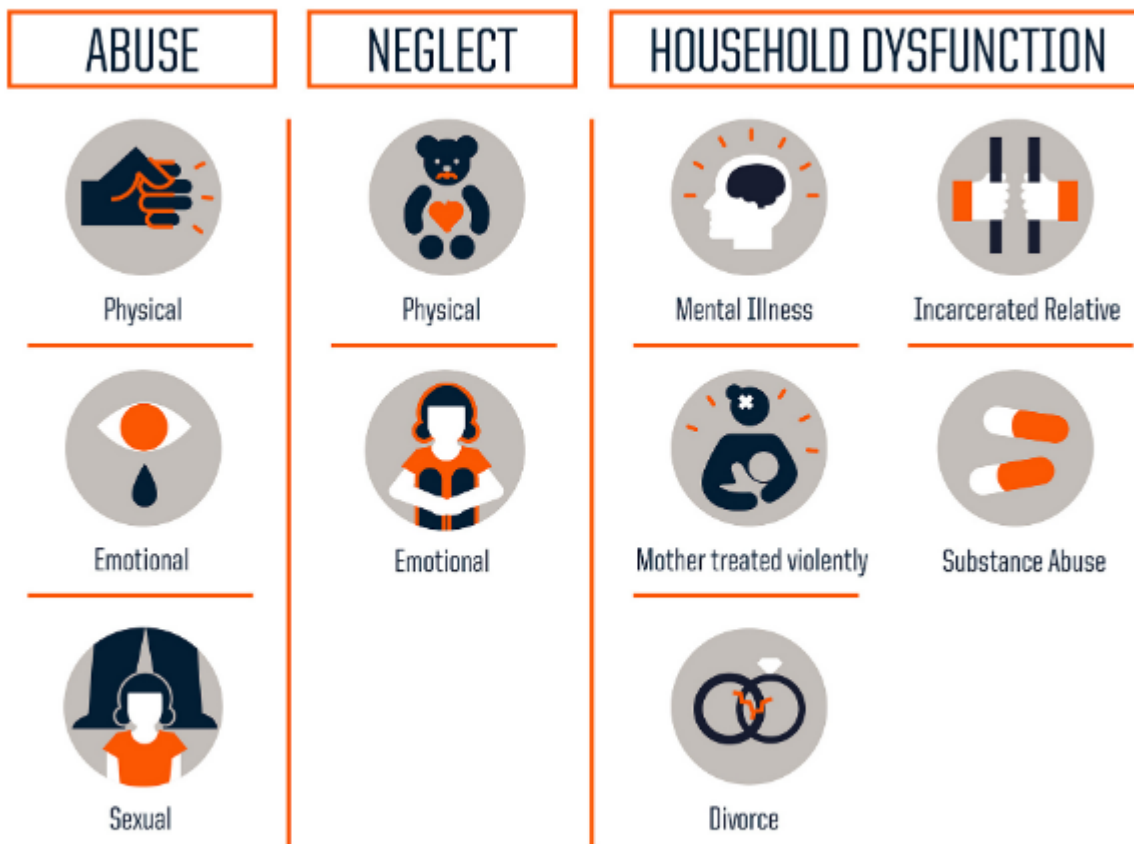 ABUSE
NEGLECT
HOUSEHOLD DYSFUNCTION
Physical
Physical
Mental Illness
Incarcerated Relative
Emotional
Emotional
Mother treated violently
Substance Abuse
Sexual
Divorce